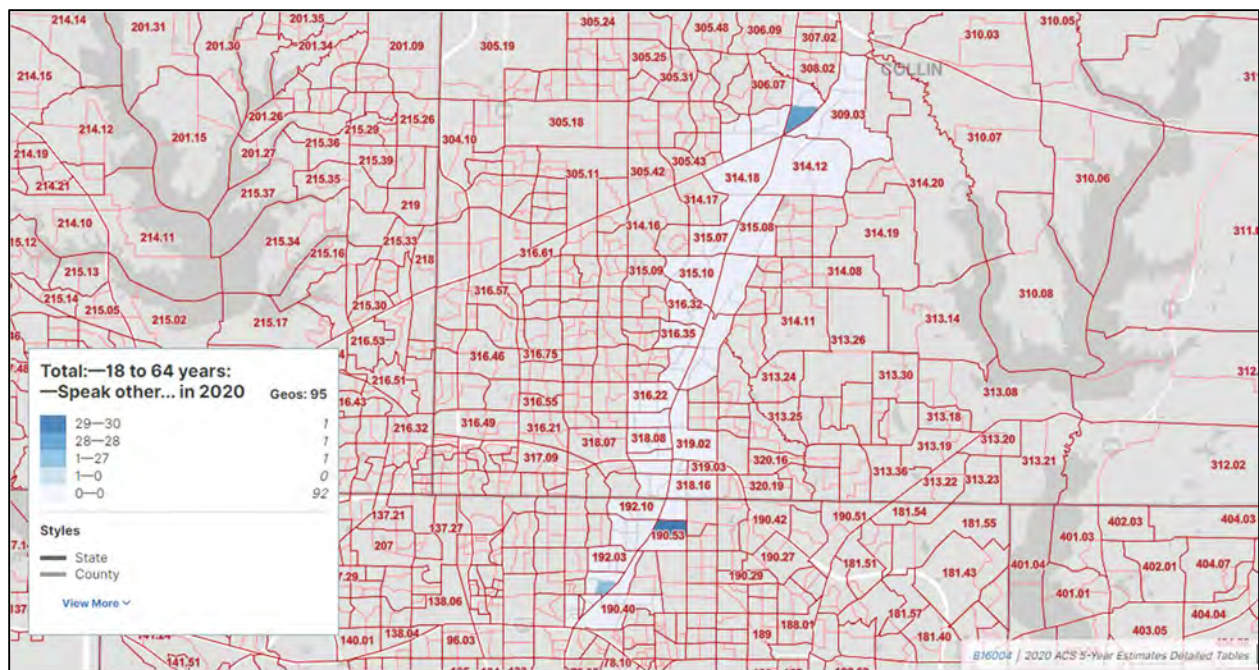 214.14 201.31 201.35 305.24 305.48 306.09 307.02 310.05
201.30 201.34 201.09 305.19 310.03
305.25 308.02 COLLIN
214.15 305.31 306.07
201.26 309.03
214.12 215.29 215.26 305.18
201.15 215.36 304.10 310.07
214.19 201.27 215.39 305.43 314.12
214.21 215.35 305.11 305.42 314.18 314.20 310.06
215.37 219 314.17
214.10 214.11 215.34 215.33 314.16 315.07 315.08 314.19
215.16 218 316.61
215.13 315.09 315.10 314.08
215.14 316.57 310.08
215.05 215.02 215.17 215.30 316.32 314.11 313.14
216.53 316.35 313.26
316.46 316.75
216.51 313.24 313.30 313.08
316.55 316.22
216.32 316.49 316.21 313.25 313.18
318.07 318.08 319.02 313.19 313.20
317.09 319.03 320.16 313.36 313.21 312.02
318.16 320.19 313.22 313.23
137.21 192.10 190.42 190.51 181.54 402.03 404.03
137.27 190.53 181.55 401.03
207 192.03 190.27 181.51 401.04 402.01 404.07
190.29 181.43
138.06 190.40 401.01
181.57 404.04
140.01 138.04 96.03 189 188.01 181.40 403.05
141.51 78.10
Total:—18 to 64 years:
—Speak other... in 2020 Geos: 95
29—30 1
28—28 1
1—27 1
1—0 0
0—0 92
Styles
State
County
View More
B16004 | 2020 ACS 5-Year Estimates Detailed Tables